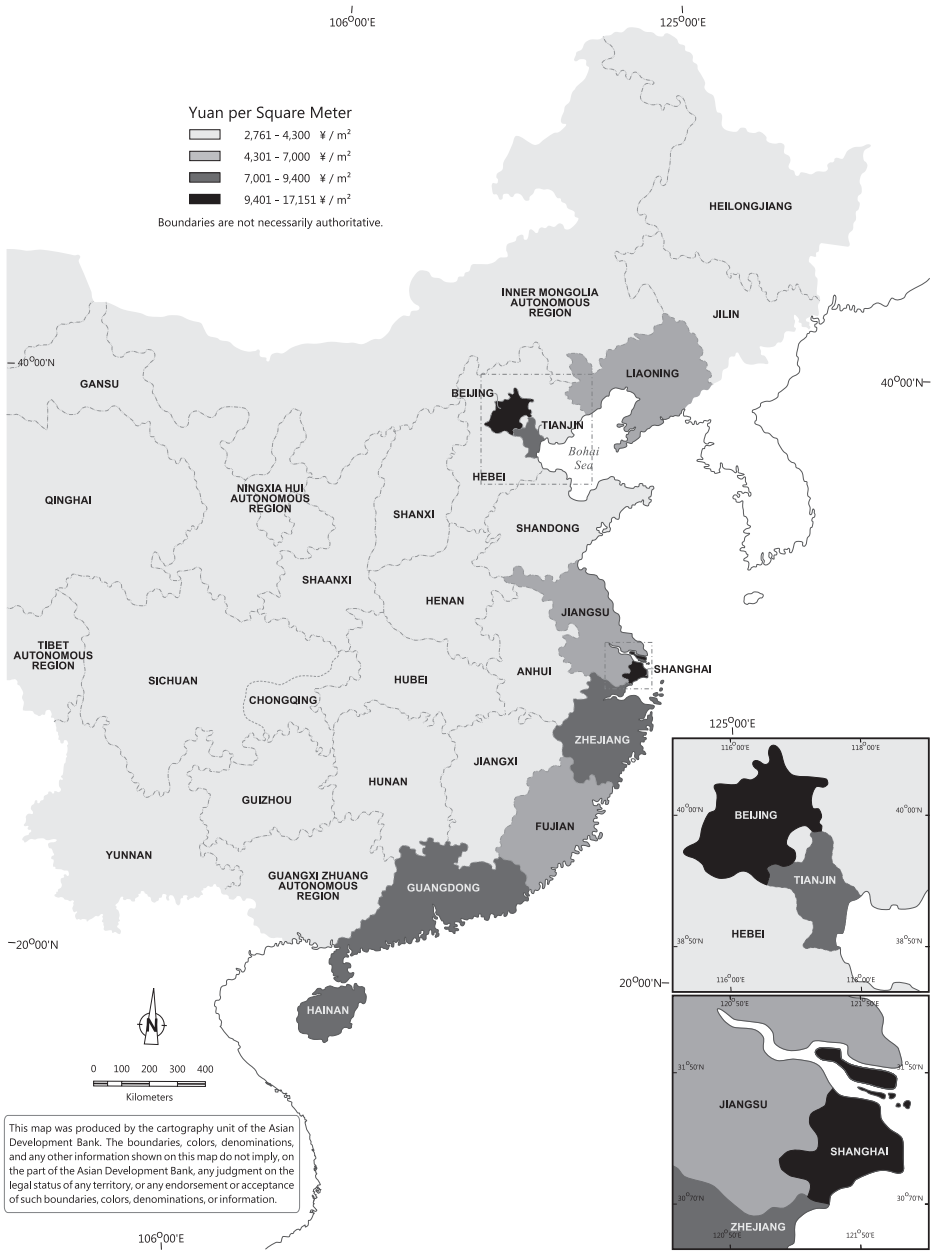 106°00'E
125°00'E
Yuan per Square Meter
2,761 – 4,300 ¥ / m²
4,301 – 7,000 ¥ / m²
7,001 – 9,400 ¥ / m²
9,401 – 17,151 ¥ / m²
Boundaries are not necessarily authoritative.
HEILONGJIANG
INNER MONGOLIA
AUTONOMOUS
REGION
JILIN
40°00'N
40°00'N
GANSU
LIAONING
BEIJING
TIANJIN
Bohai
Sea
HEBEI
QINGHAI
NINGXIA HUI
AUTONOMOUS
REGION
SHANXI
SHANDONG
SHAANXI
HENAN
JIANGSU
TIBET
AUTONOMOUS
REGION
SICHUAN
CHONGQING
HUBEI
ANHUI
SHANGHAI
ZHEJIANG
JIANGXI
HUNAN
GUIZHOU
FUJIAN
YUNNAN
GUANGXI ZHUANG
AUTONOMOUS
REGION
GUANGDONG
20°00'N
20°00'N
HAINAN
N
0 100 200 300 400
Kilometers
This map was produced by the cartography unit of the Asian
Development Bank. The boundaries, colors, denominations,
and any other information shown on this map do not imply, on
the part of the Asian Development Bank, any judgment on the
legal status of any territory, or any endorsement or acceptance
of such boundaries, colors, denominations, or information.
106°00'E
125°00'E
116°00'E
118°00'E
40°00'N
40°00'N
BEIJING
TIANJIN
HEBEI
38°50'N
38°50'N
116°00'E
118°00'E
120°50'E
121°50'E
31°50'N
31°50'N
JIANGSU
SHANGHAI
30°70'N
30°70'N
ZHEJIANG
120°50'E
121°50'E